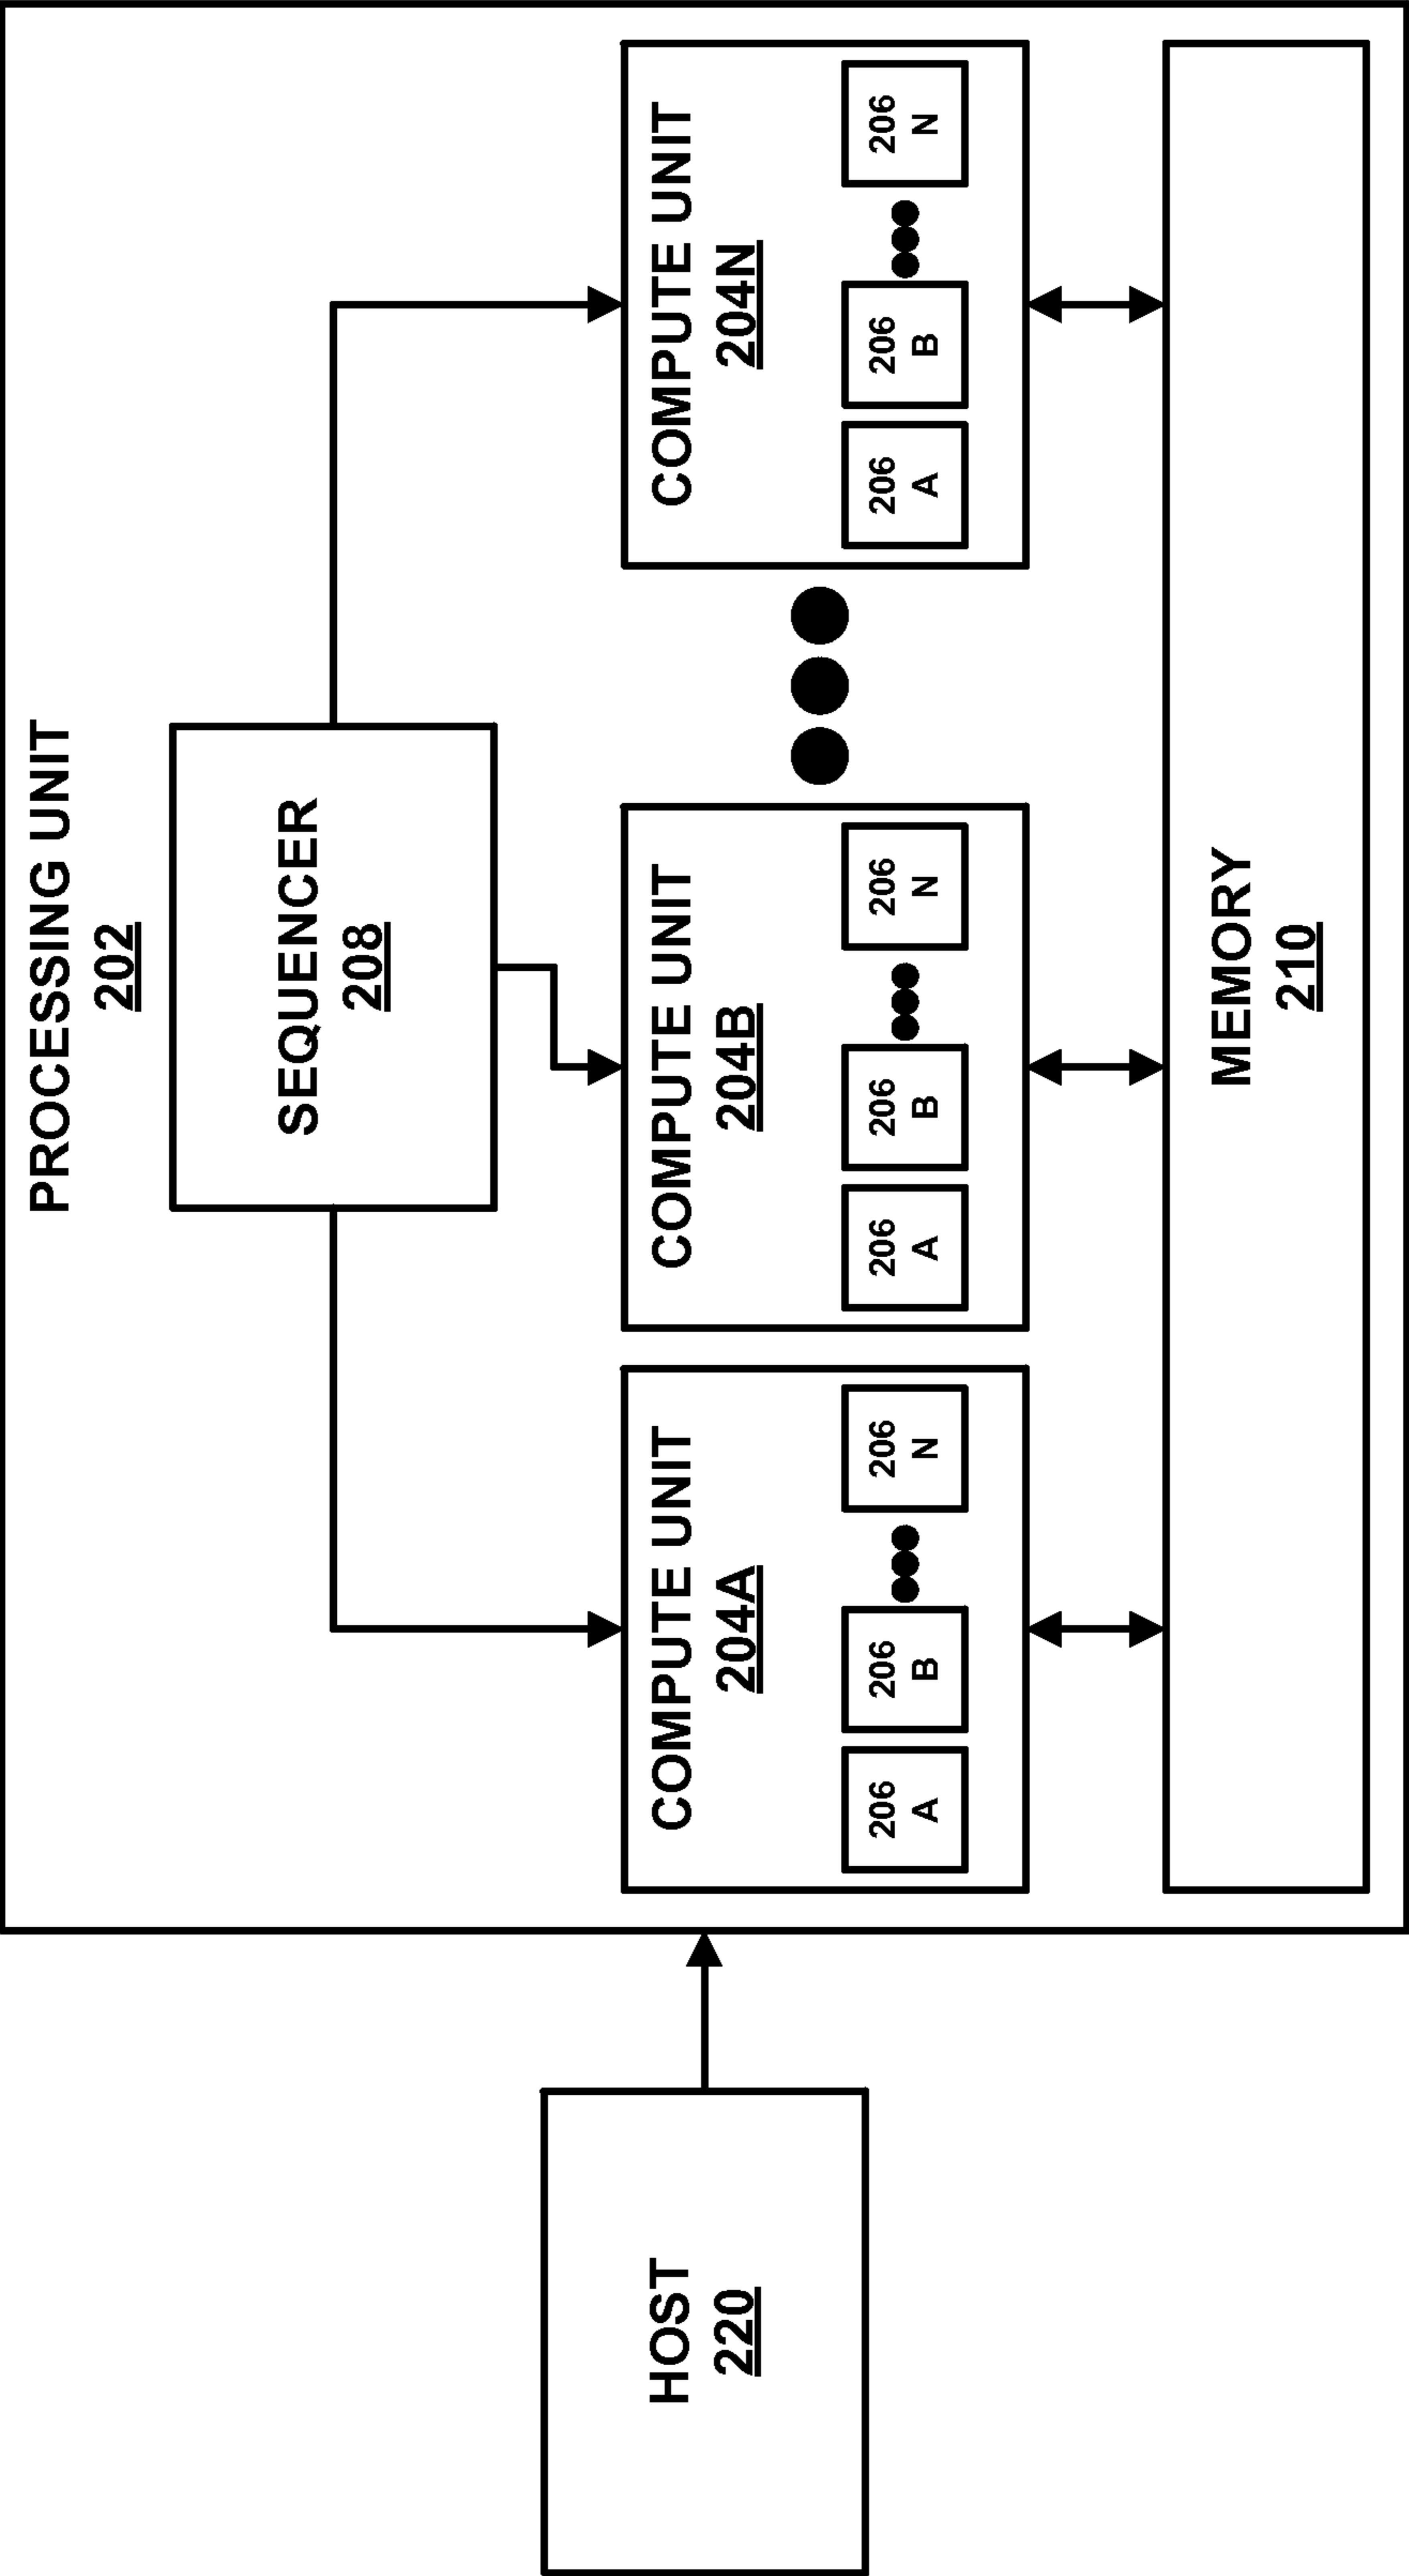 PROCESSING UNIT
202
SEQUENCER
208
COMPUTE UNIT
204A
206
A
206
B
206
N
COMPUTE UNIT
204B
206
A
206
B
206
N
COMPUTE UNIT
204N
206
A
206
B
206
N
MEMORY
210
HOST
220